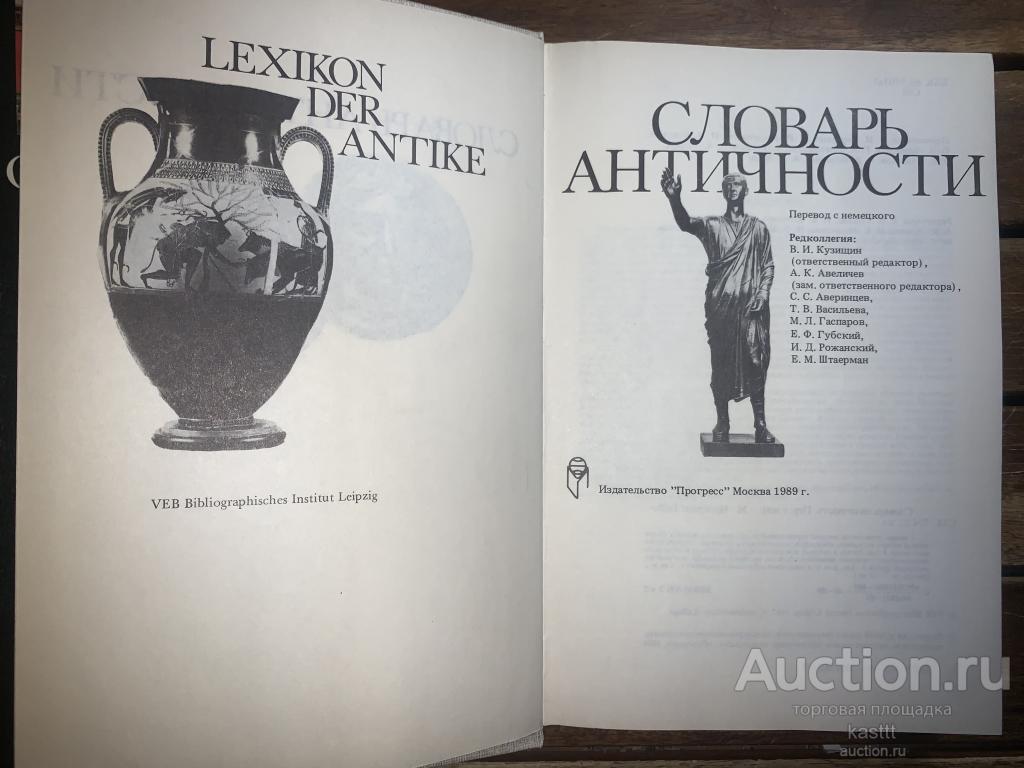 LEXIKON
DER
ANTIKE
VEB Bibliographisches Institut Leipzig
СЛОВАРЬ
АНТИЧНОСТИ
Перевод с немецкого
Редколлегия:
В. И. Кузищин
(ответственный редактор),
А. К. Авеличев
(зам. ответственного редактора),
С. С. Аверинцев,
Т. В. Васильева,
М. Л. Гаспаров,
Е. Ф. Губский,
И. Д. Рожанский,
Е. М. Штаерман
Издательство "Прогресс" Москва 1989 г.
Auction.ru
торговая площадка
kasttt
auction.ru